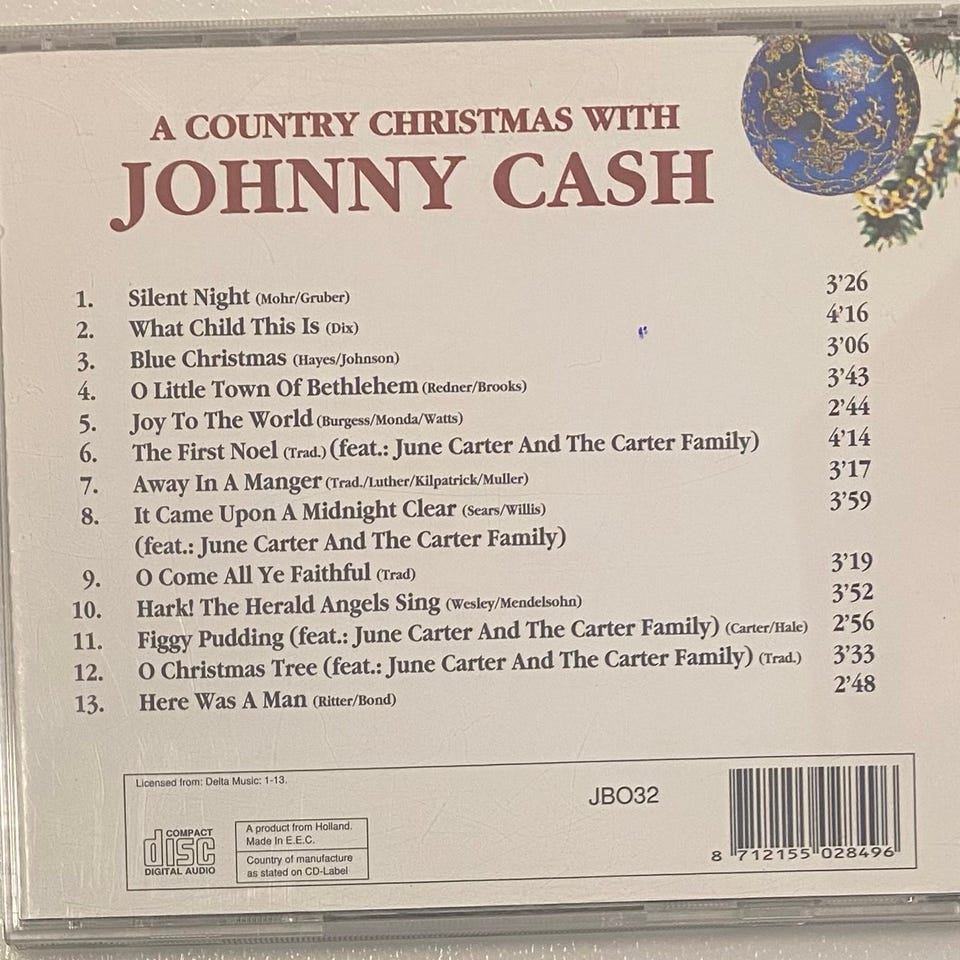 A COUNTRY CHRISTMAS WITH
JOHNNY CASH
1. Silent Night (Mohr/Gruber) 3'26
2. What Child This Is (Dix) 4'16
3. Blue Christmas (Hayes/Johnson) 3'06
4. O Little Town Of Bethlehem (Redner/Brooks) 3'43
5. Joy To The World (Burgess/Monda/Watts) 2'44
6. The First Noel (Trad.) (feat.: June Carter And The Carter Family) 4'14
7. Away In A Manger (Trad./Luther/Kilpatrick/Muller) 3'17
8. It Came Upon A Midnight Clear (Sears/Willis) 3'59
(feat.: June Carter And The Carter Family)
9. O Come All Ye Faithful (Trad) 3'19
10. Hark! The Herald Angels Sing (Wesley/Mendelsohn) 3'52
11. Figgy Pudding (feat.: June Carter And The Carter Family) (Carter/Hale) 2'56
12. O Christmas Tree (feat.: June Carter And The Carter Family) (Trad.) 3'33
13. Here Was A Man (Ritter/Bond) 2'48
Licensed from: Delta Music: 1-13.
COMPACT
disc
DIGITAL AUDIO
A product from Holland.
Made In E.E.C.
Country of manufacture
as stated on CD-Label
JBO32
8 712155 028496